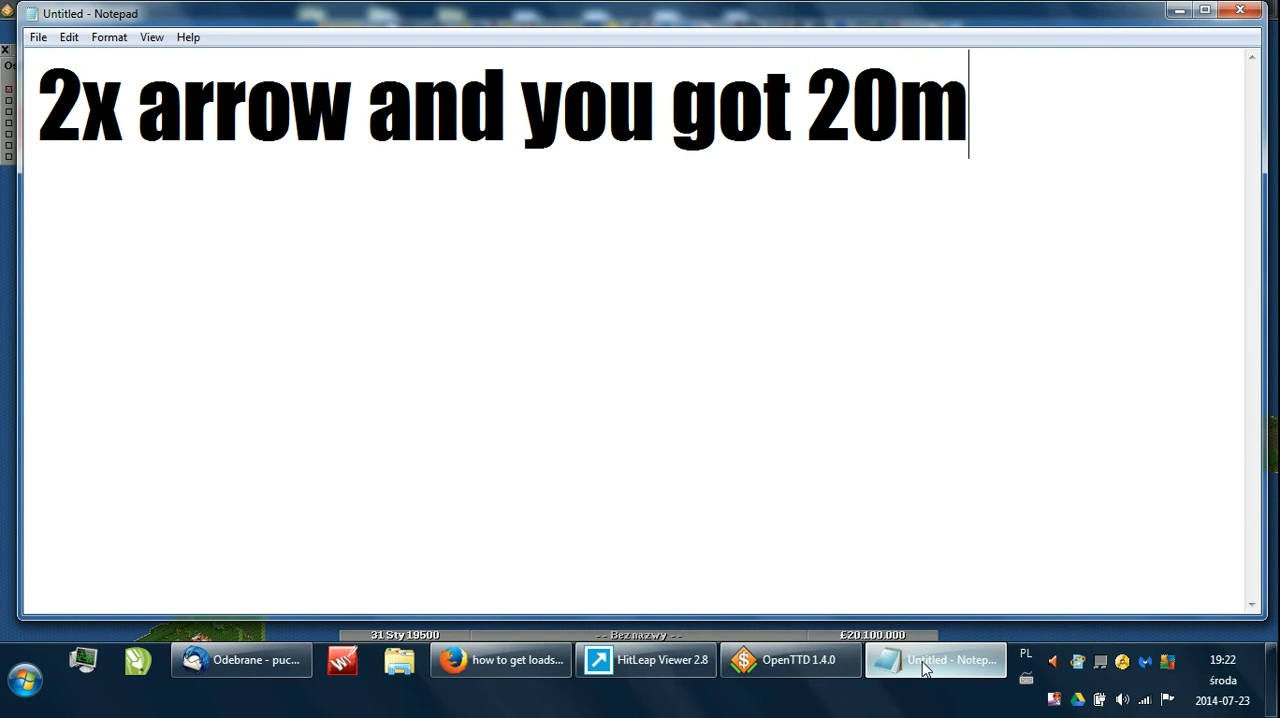 Untitled - Notepad
File Edit Format View Help
2x arrow and you got 20m
31 Sty 19500 -- Bez nazwy -- £20,100,000
Odebrane - puc... how to get loads... HitLeap Viewer 2.8 OpenTTD 1.4.0 Untitled - Notep... PL
19:22
środa
2014-07-23